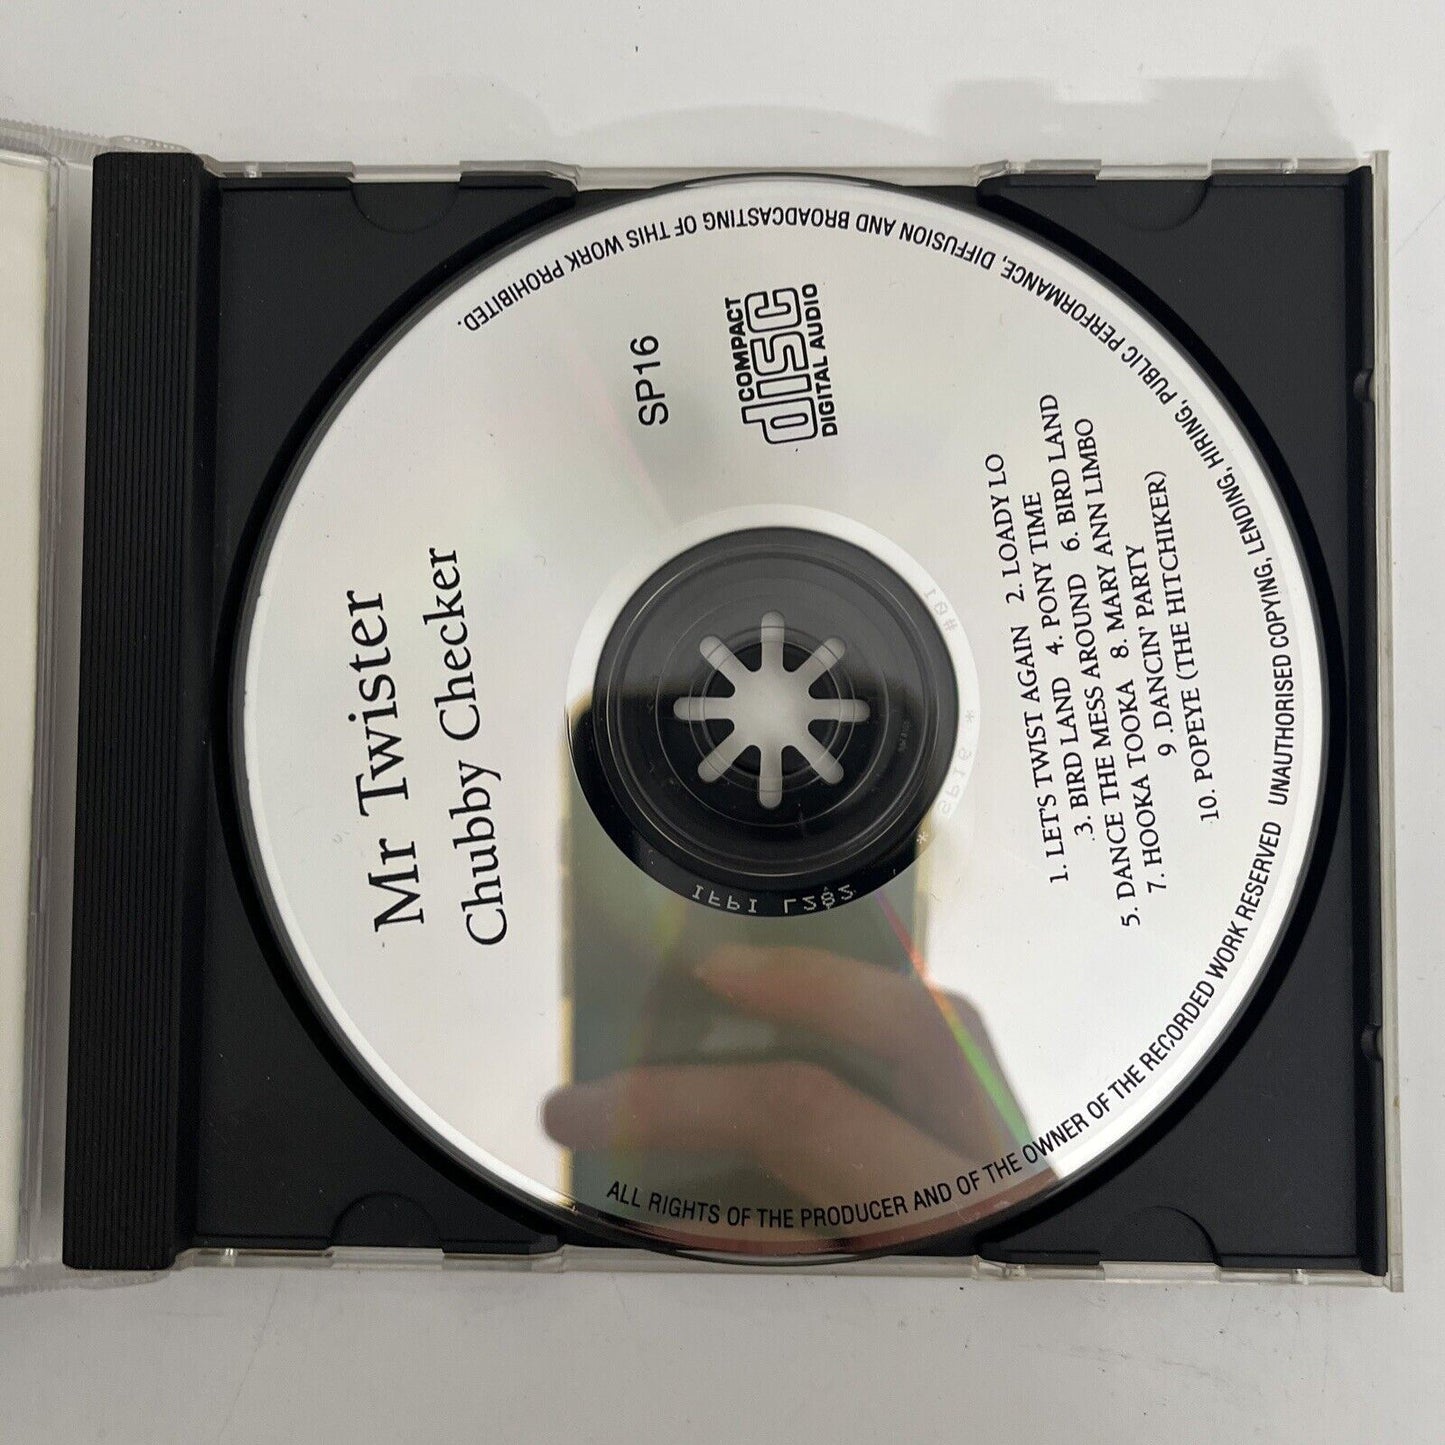 Mr Twister
Chubby Checker
SP16
COMPACT
disc
DIGITAL AUDIO
1. LET'S TWIST AGAIN 2. LOADY LO
3. BIRD LAND 4. PONY TIME
5. DANCE THE MESS AROUND 6. BIRD LAND
7. HOOKA TOOKA 8. MARY ANN LIMBO
9 .DANCIN' PARTY
10. POPEYE (THE HITCHIKER)
ALL RIGHTS OF THE PRODUCER AND OF THE OWNER OF THE RECORDED WORK RESERVED UNAUTHORISED COPYING, LENDING, HIRING, PUBLIC PERFORMANCE, DIFFUSION AND BROADCASTING OF THIS WORK PROHIBITED.
* SP16 *
#01
IFPI